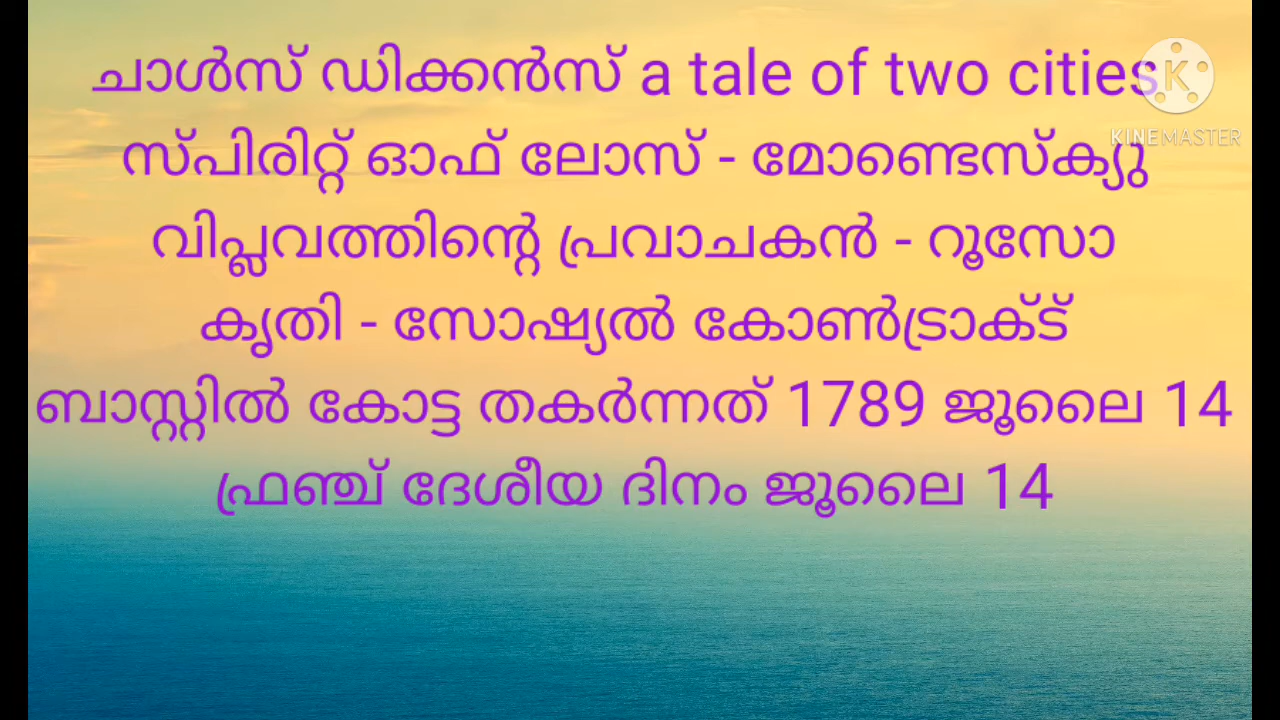 ചാൾസ് ഡിക്കൻസ് a tale of two cities
KINEMASTER
സ്പിരിറ്റ് ഓഫ് ലോസ് - മോണ്ടെസ്ക്യു
വിപ്ലവത്തിന്റെ പ്രവാചകൻ - റൂസോ
കൃതി - സോഷ്യൽ കോൺട്രാക്ട്
ബാസ്റ്റിൽ കോട്ട തകർന്നത് 1789 ജൂലൈ 14
ഫ്രഞ്ച് ദേശീയ ദിനം ജൂലൈ 14